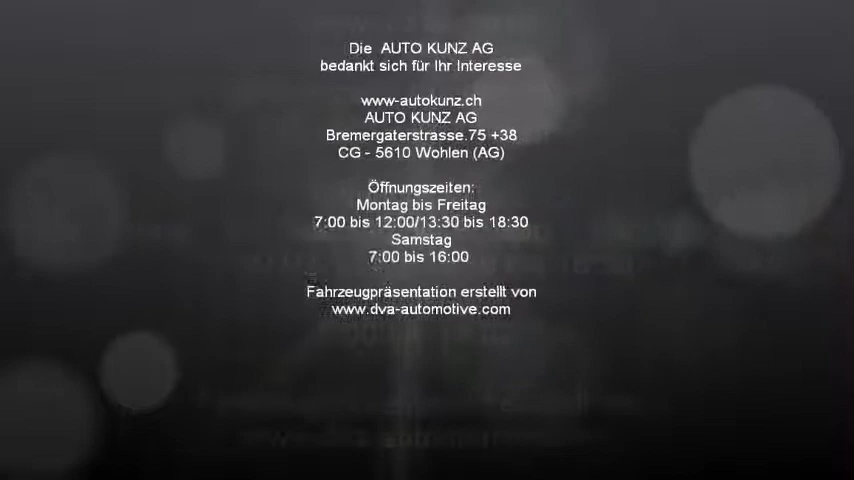 Die AUTO KUNZ AG
bedankt sich für Ihr Interesse
www-autokunz.ch
AUTO KUNZ AG
Bremergaterstrasse.75 +38
CG - 5610 Wohlen (AG)
Öffnungszeiten:
Montag bis Freitag
7:00 bis 12:00/13:30 bis 18:30
Samstag
7:00 bis 16:00
Fahrzeugpräsentation erstellt von
www.dva-automotive.com